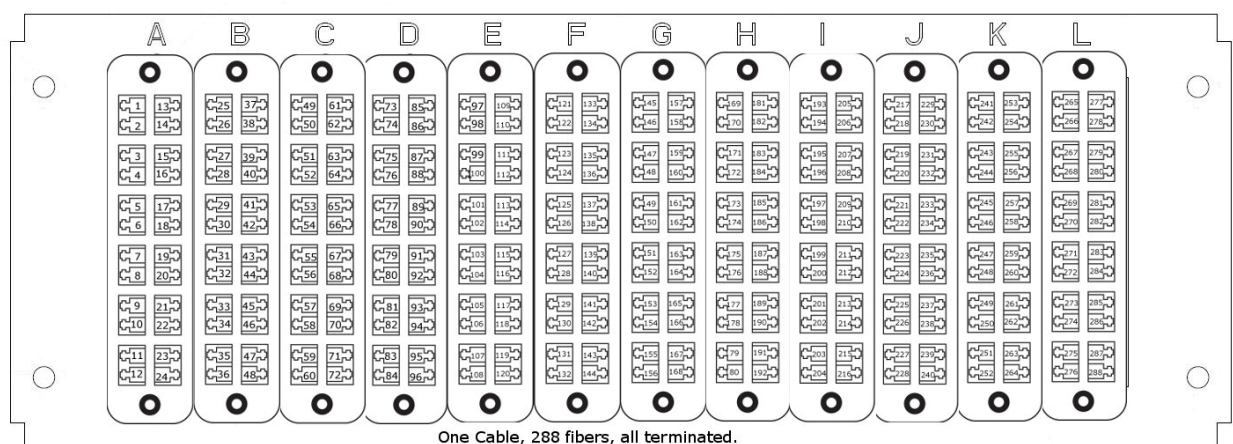 A B C D E F G H I J K L
1 13 25 37 49 61 73 85 97 109 121 133 145 157 169 181 193 205 217 229 241 253 265 277
2 14 26 38 50 62 74 86 98 110 122 134 146 158 170 182 194 206 218 230 242 254 266 278
3 15 27 39 51 63 75 87 99 111 123 135 147 159 171 183 195 207 219 231 243 255 267 279
4 16 28 40 52 64 76 88 100 112 124 136 148 160 172 184 196 208 220 232 244 256 268 280
5 17 29 41 53 65 77 89 101 113 125 137 149 161 173 185 197 209 221 233 245 257 269 281
6 18 30 42 54 66 78 90 102 114 126 138 150 162 174 186 198 210 222 234 246 258 270 282
7 19 31 43 55 67 79 91 103 115 127 139 151 163 175 187 199 211 223 235 247 259 271 283
8 20 32 44 56 68 80 92 104 116 128 140 152 164 176 188 200 212 224 236 248 260 272 284
9 21 33 45 57 69 81 93 105 117 129 141 153 165 177 189 201 213 225 237 249 261 273 285
10 22 34 46 58 70 82 94 106 118 130 142 154 166 178 190 202 214 226 238 250 262 274 286
11 23 35 47 59 71 83 95 107 119 131 143 155 167 79 191 203 215 227 239 251 263 275 287
12 24 36 48 60 72 84 96 108 120 132 144 156 168 80 192 204 216 228 240 252 264 276 288
One Cable, 288 fibers, all terminated.